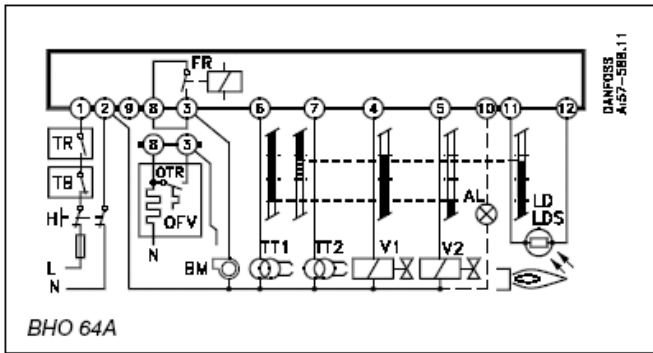 FR
1 2 9 8 3 6 7 4 5 10 11 12
DANFOSS
A:57-588.11
TR
8 3
TB
OTR
OFV
H
AL
LD
LDS
L
N
N
BM
TT1
TT2
V1
V2
BHO 64A